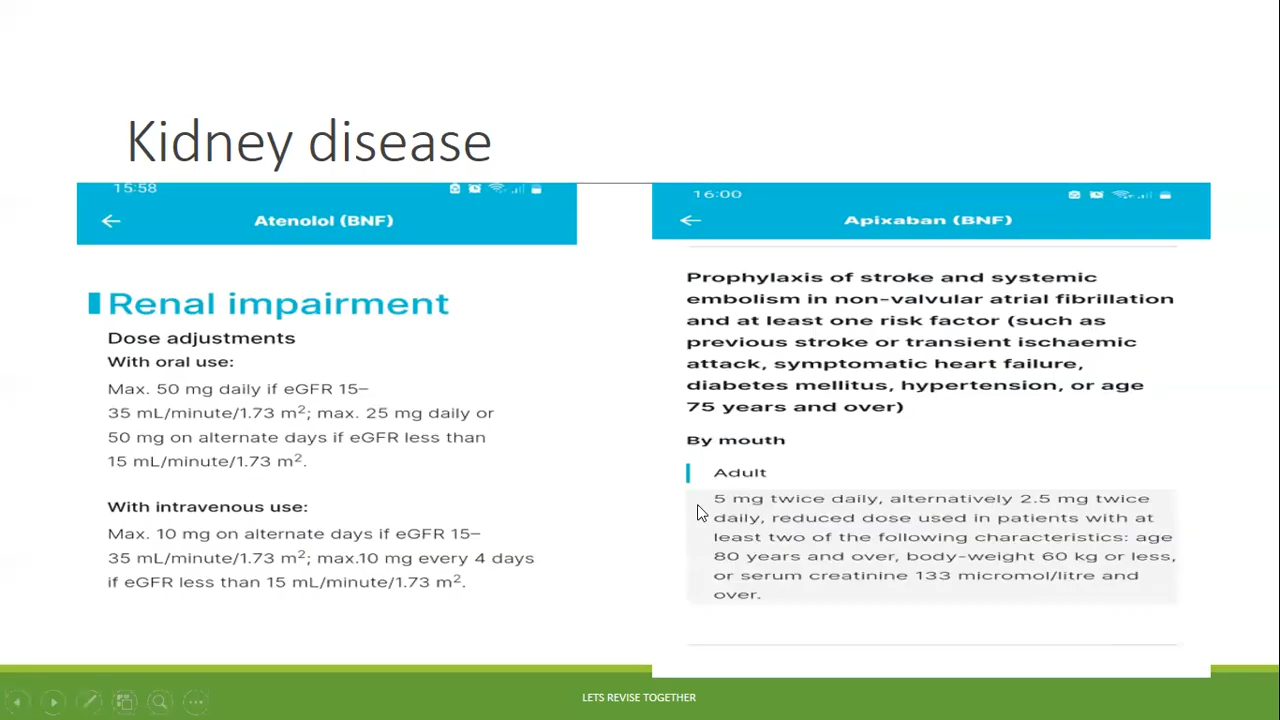 Kidney disease
15:58
Atenolol (BNF)
Renal impairment
Dose adjustments
With oral use:
Max. 50 mg daily if eGFR 15–
35 mL/minute/1.73 m²; max. 25 mg daily or
50 mg on alternate days if eGFR less than
15 mL/minute/1.73 m².
With intravenous use:
Max. 10 mg on alternate days if eGFR 15–
35 mL/minute/1.73 m²; max.10 mg every 4 days
if eGFR less than 15 mL/minute/1.73 m².
16:00
Apixaban (BNF)
Prophylaxis of stroke and systemic
embolism in non-valvular atrial fibrillation
and at least one risk factor (such as
previous stroke or transient ischaemic
attack, symptomatic heart failure,
diabetes mellitus, hypertension, or age
75 years and over)
By mouth
Adult
5 mg twice daily, alternatively 2.5 mg twice
daily, reduced dose used in patients with at
least two of the following characteristics: age
80 years and over, body-weight 60 kg or less,
or serum creatinine 133 micromol/litre and
over.
LETS REVISE TOGETHER